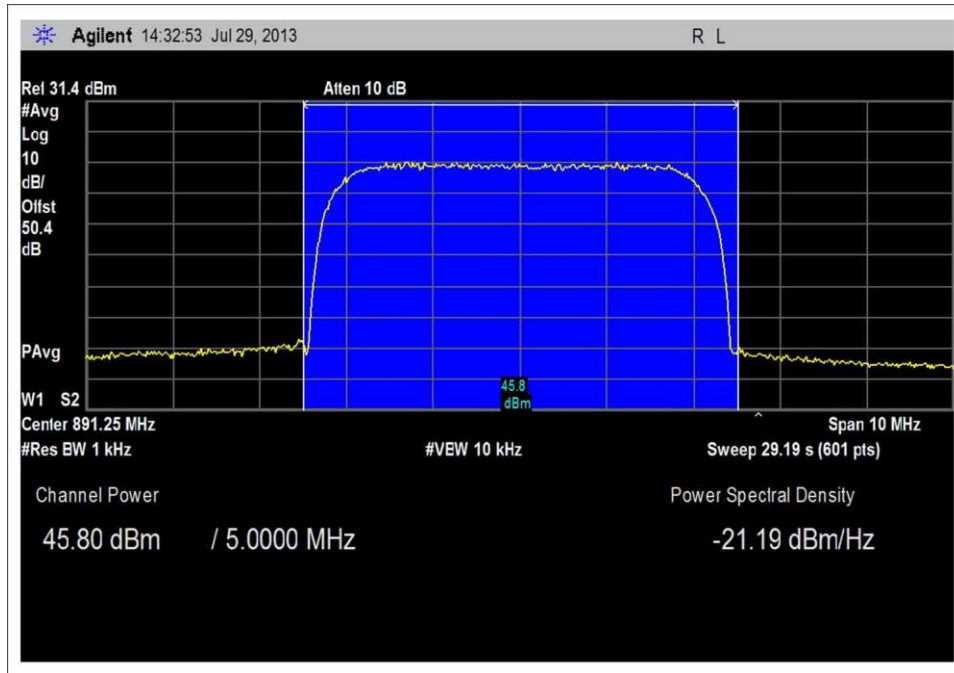 Agilent 14:32:53 Jul 29, 2013 R L
Rel 31.4 dBm Atten 10 dB
#Avg
Log
10
dB/
Offst
50.4
dB
PAvg
45.8
dBm
W1 S2
Center 891.25 MHz Span 10 MHz
#Res BW 1 kHz #VBW 10 kHz Sweep 29.19 s (601 pts)
Channel Power Power Spectral Density
45.80 dBm / 5.0000 MHz -21.19 dBm/Hz